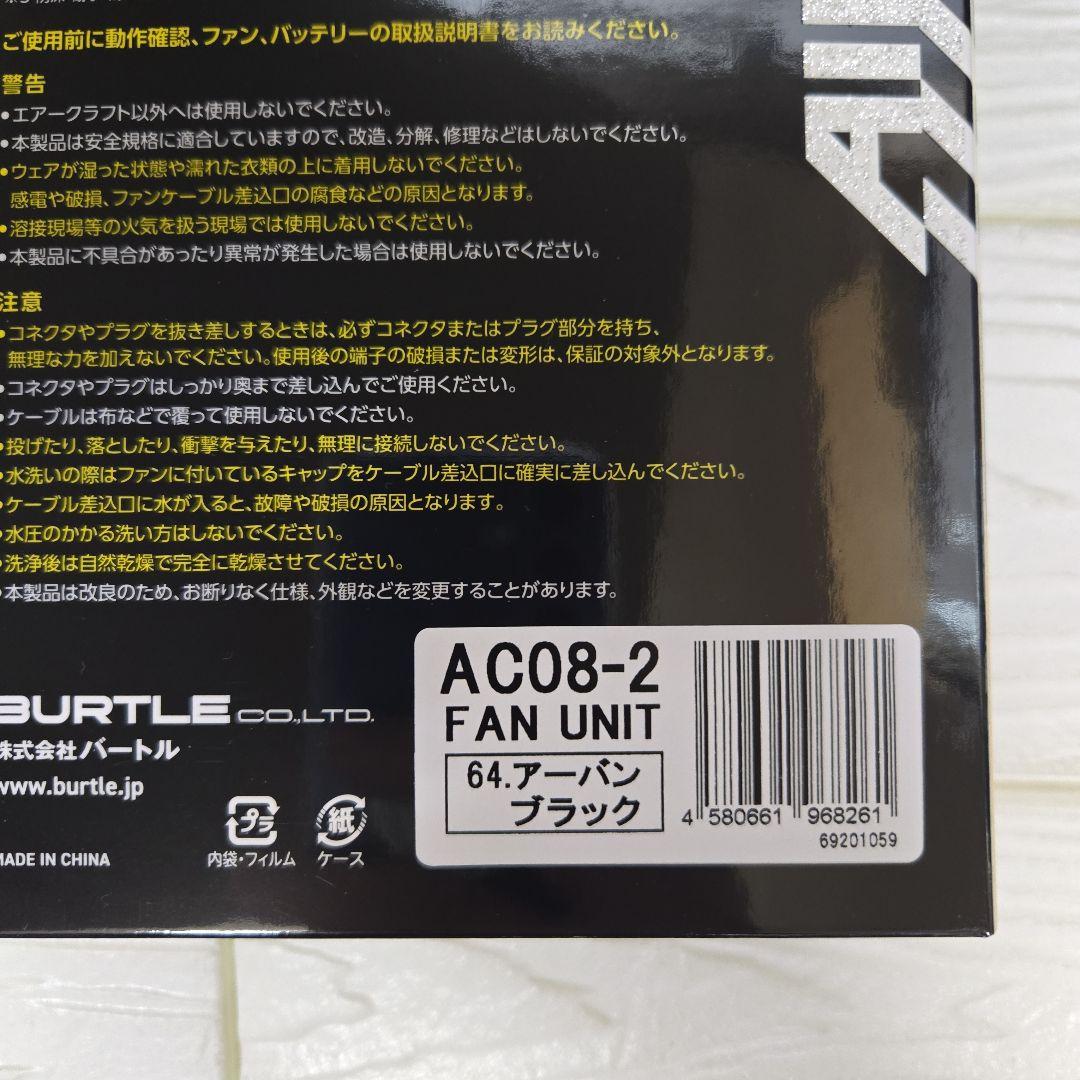 ご使用前に動作確認、ファン、バッテリーの取扱説明書をお読みください。
警告
•エアークラフト以外へは使用しないでください。
•本製品は安全規格に適合していますので、改造、分解、修理などはしないでください。
•ウェアが湿った状態や濡れた衣類の上に着用しないでください。
感電や破損、ファンケーブル差込口の腐食などの原因となります。
•溶接現場等の火気を扱う現場では使用しないでください。
•本製品に不具合があったり異常が発生した場合は使用しないでください。
注意
•コネクタやプラグを抜き差しするときは、必ずコネクタまたはプラグ部分を持ち、
無理な力を加えないでください。使用後の端子の破損または変形は、保証の対象外となります。
•コネクタやプラグはしっかり奥まで差し込んでご使用ください。
•ケーブルは布などで覆って使用しないでください。
•投げたり、落としたり、衝撃を与えたり、無理に接続しないでください。
•水洗いの際はファンに付いているキャップをケーブル差込口に確実に差し込んでください。
•ケーブル差込口に水が入ると、故障や破損の原因となります。
•水圧のかかる洗い方はしないでください。
•洗浄後は自然乾燥で完全に乾燥させてください。
•本製品は改良のため、お断りなく仕様、外観などを変更することがあります。
BURTLE CO.,LTD.
株式会社バートル
www.burtle.jp
プラ
内袋・フィルム
紙
ケース
MADE IN CHINA
AC08-2
FAN UNIT
64.アーバン
ブラック
4 580661 968261
69201059